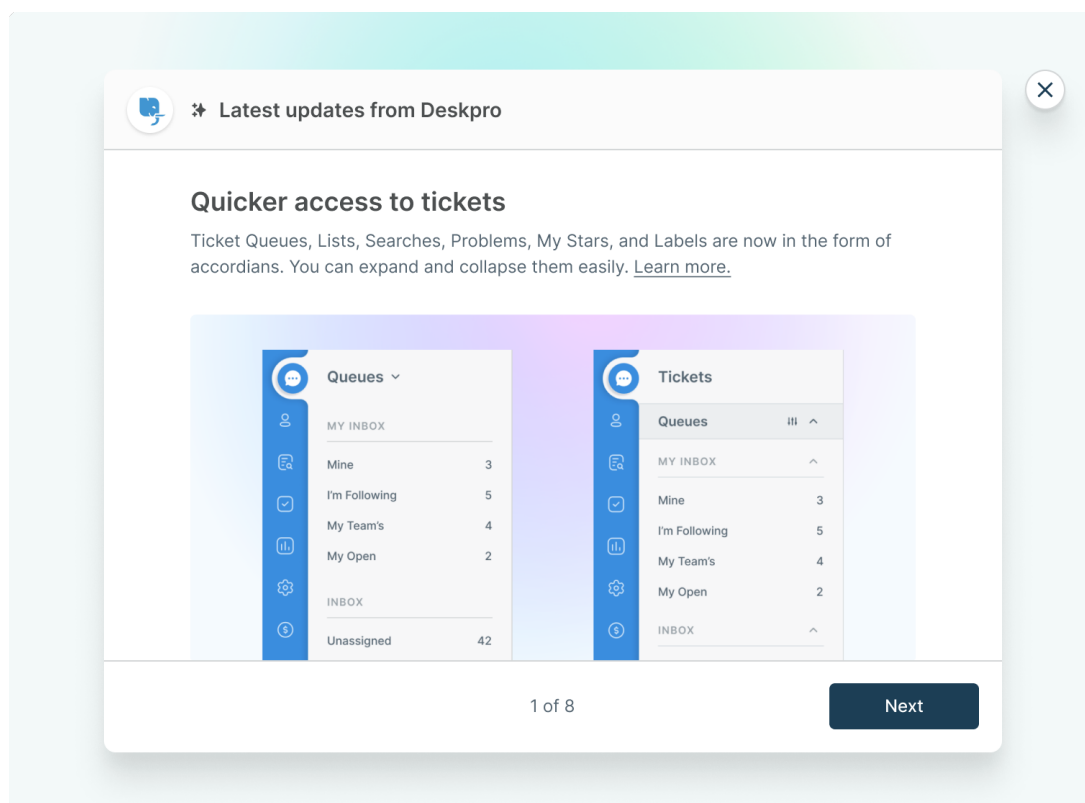 Latest updates from Deskpro
Quicker access to tickets
Ticket Queues, Lists, Searches, Problems, My Stars, and Labels are now in the form of
accordians. You can expand and collapse them easily. Learn more.
Queues
MY INBOX
Mine 3
I'm Following 5
My Team's 4
My Open 2
INBOX
Unassigned 42
Tickets
Queues
MY INBOX
Mine 3
I'm Following 5
My Team's 4
My Open 2
INBOX
1 of 8
Next